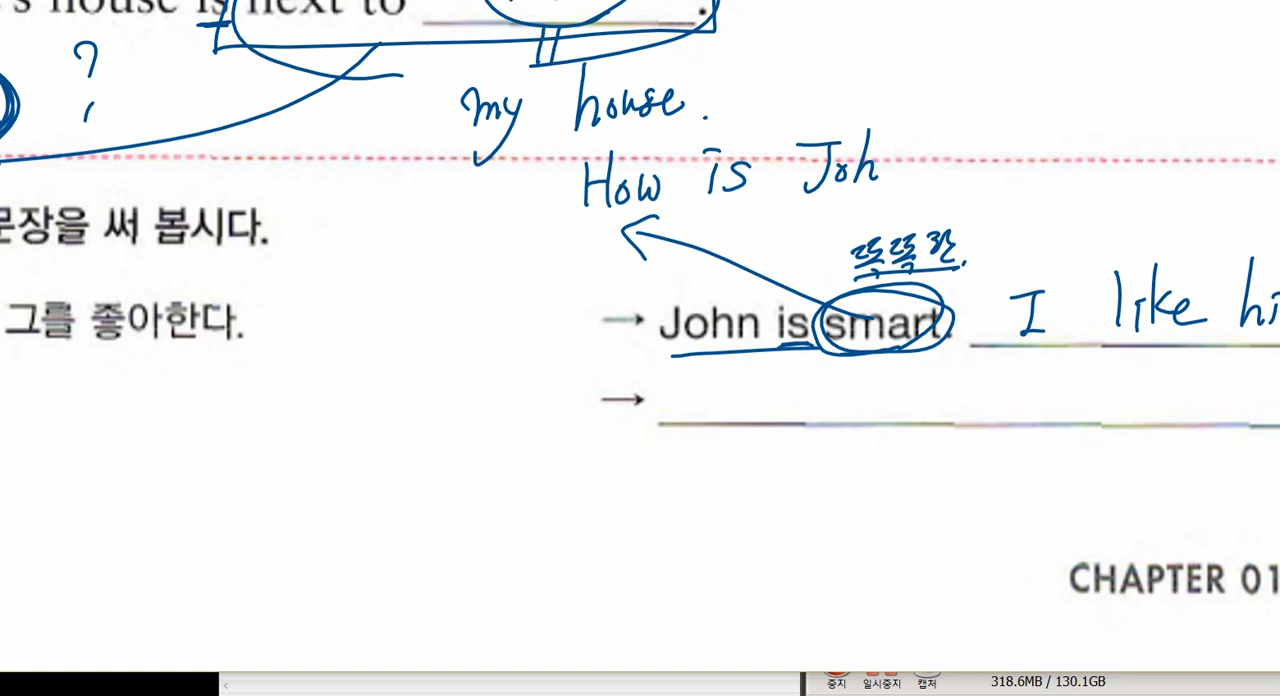 's house is next to .
?
my house.
How is Joh
문장을 써 봅시다.
똑똑한.
그를 좋아한다.
→ John is smart. I like hi
→
CHAPTER 01
중지 일시중지 캡처 318.6MB / 130.1GB